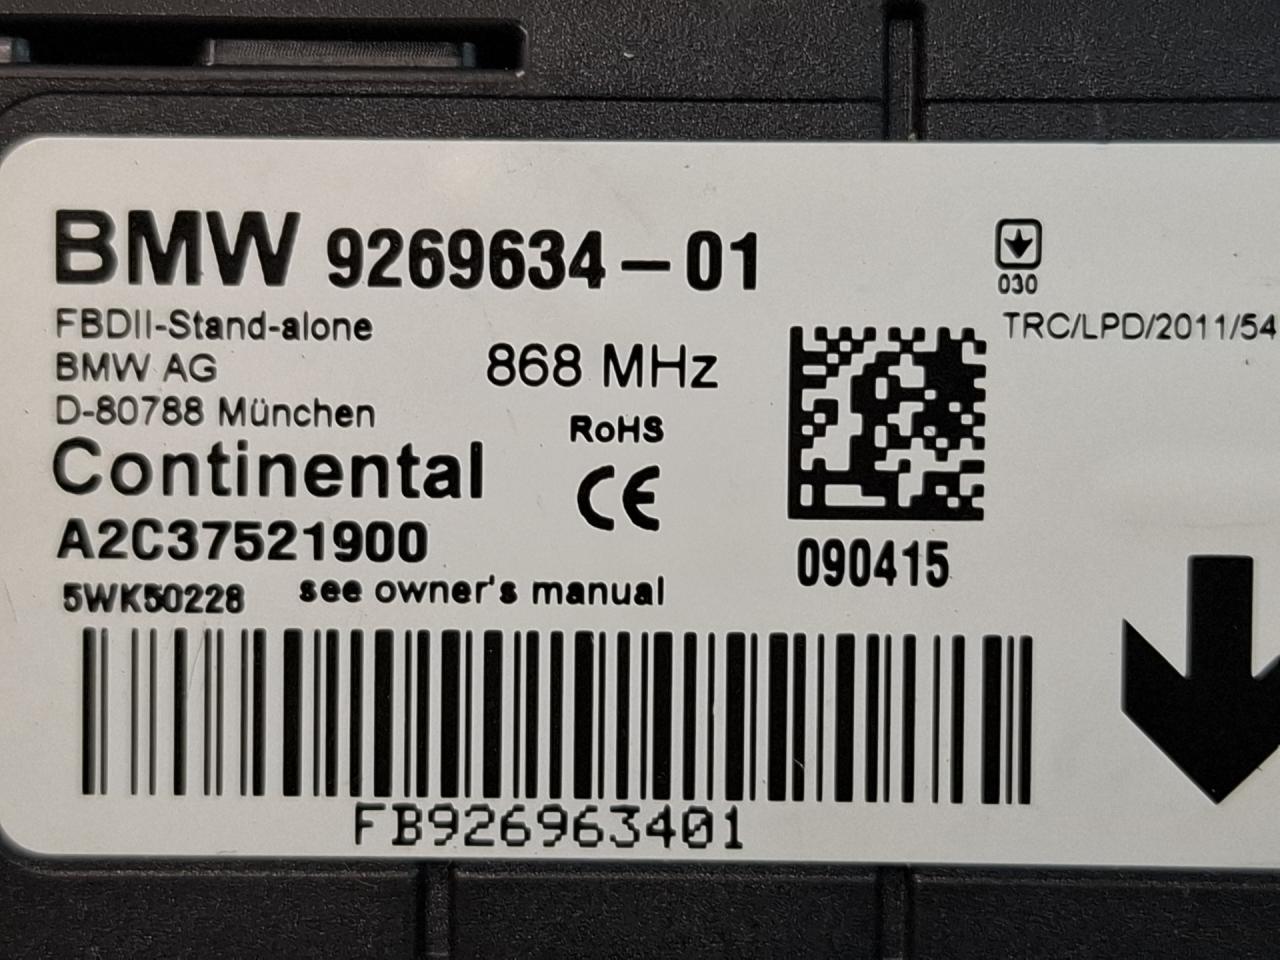 BMW 9269634-01
FBDII-Stand-alone
BMW AG
D-80788 München
868 MHz
RoHS
CE
Continental
A2C37521900
5WK50228
see owner's manual
030
TRC/LPD/2011/54
090415
FB926963401